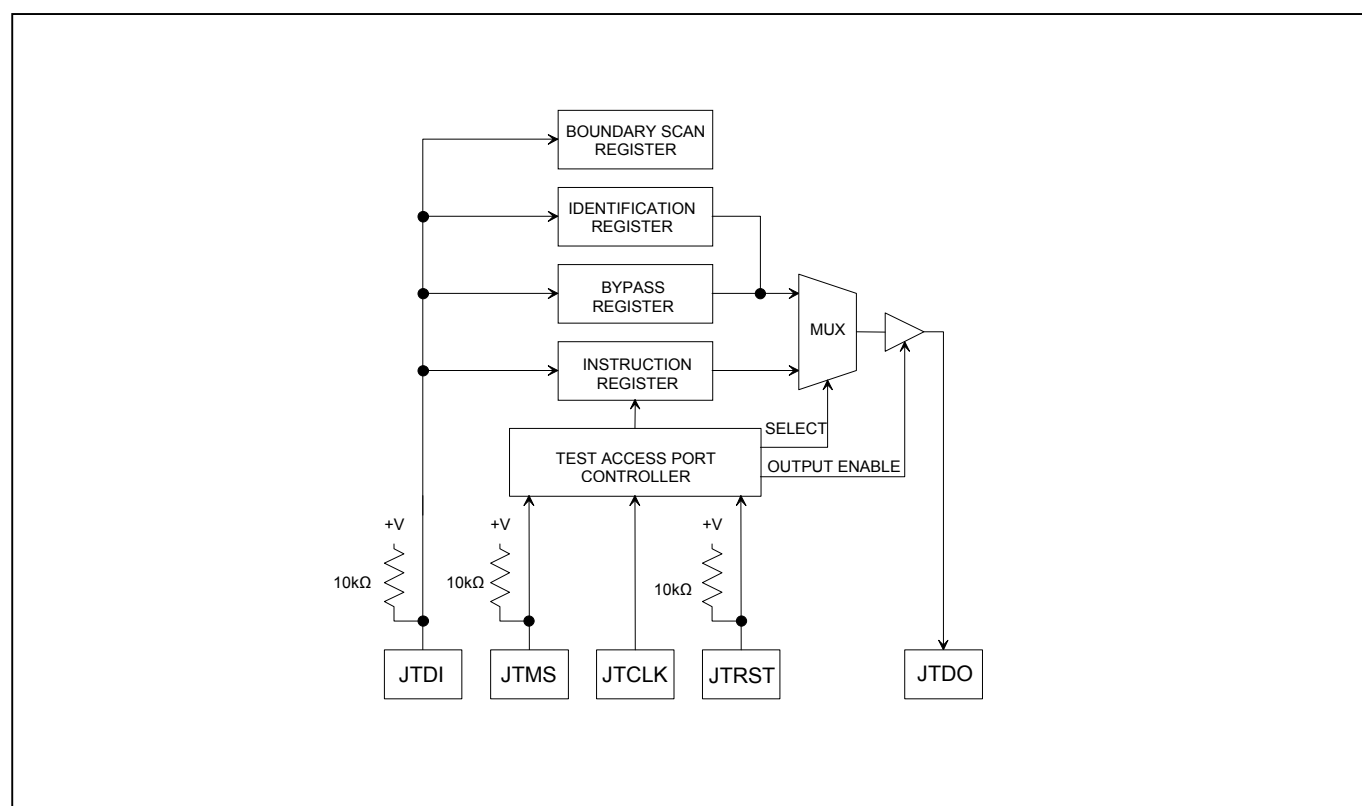 BOUNDARY SCAN
REGISTER
IDENTIFICATION
REGISTER
BYPASS
REGISTER
MUX
INSTRUCTION
REGISTER
SELECT
TEST ACCESS PORT
CONTROLLER
OUTPUT ENABLE
+V
+V
+V
10kΩ
10kΩ
10kΩ
JTDI
JTMS
JTCLK
JTRST
JTDO